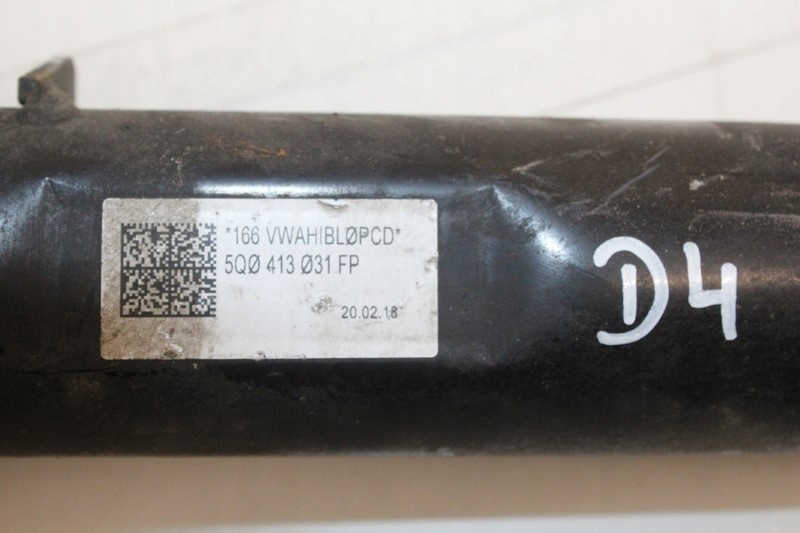 *166 VWAHIBLØPCD*
5QØ 413 Ø31 FP
20.02.18
D4